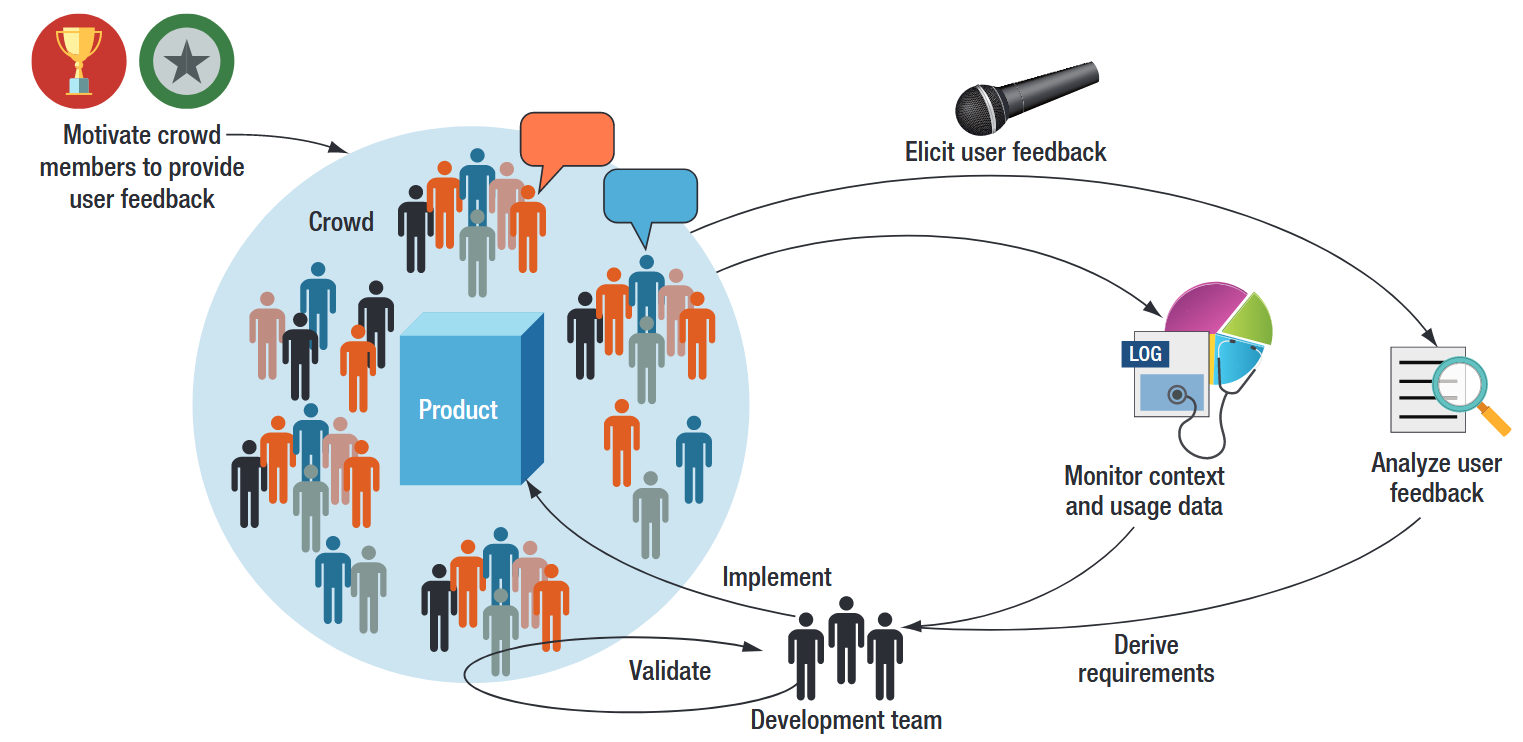 Motivate crowd
members to provide
user feedback
Crowd
Product
Elicit user feedback
LOG
Monitor context
and usage data
Analyze user
feedback
Implement
Validate
Derive
requirements
Development team